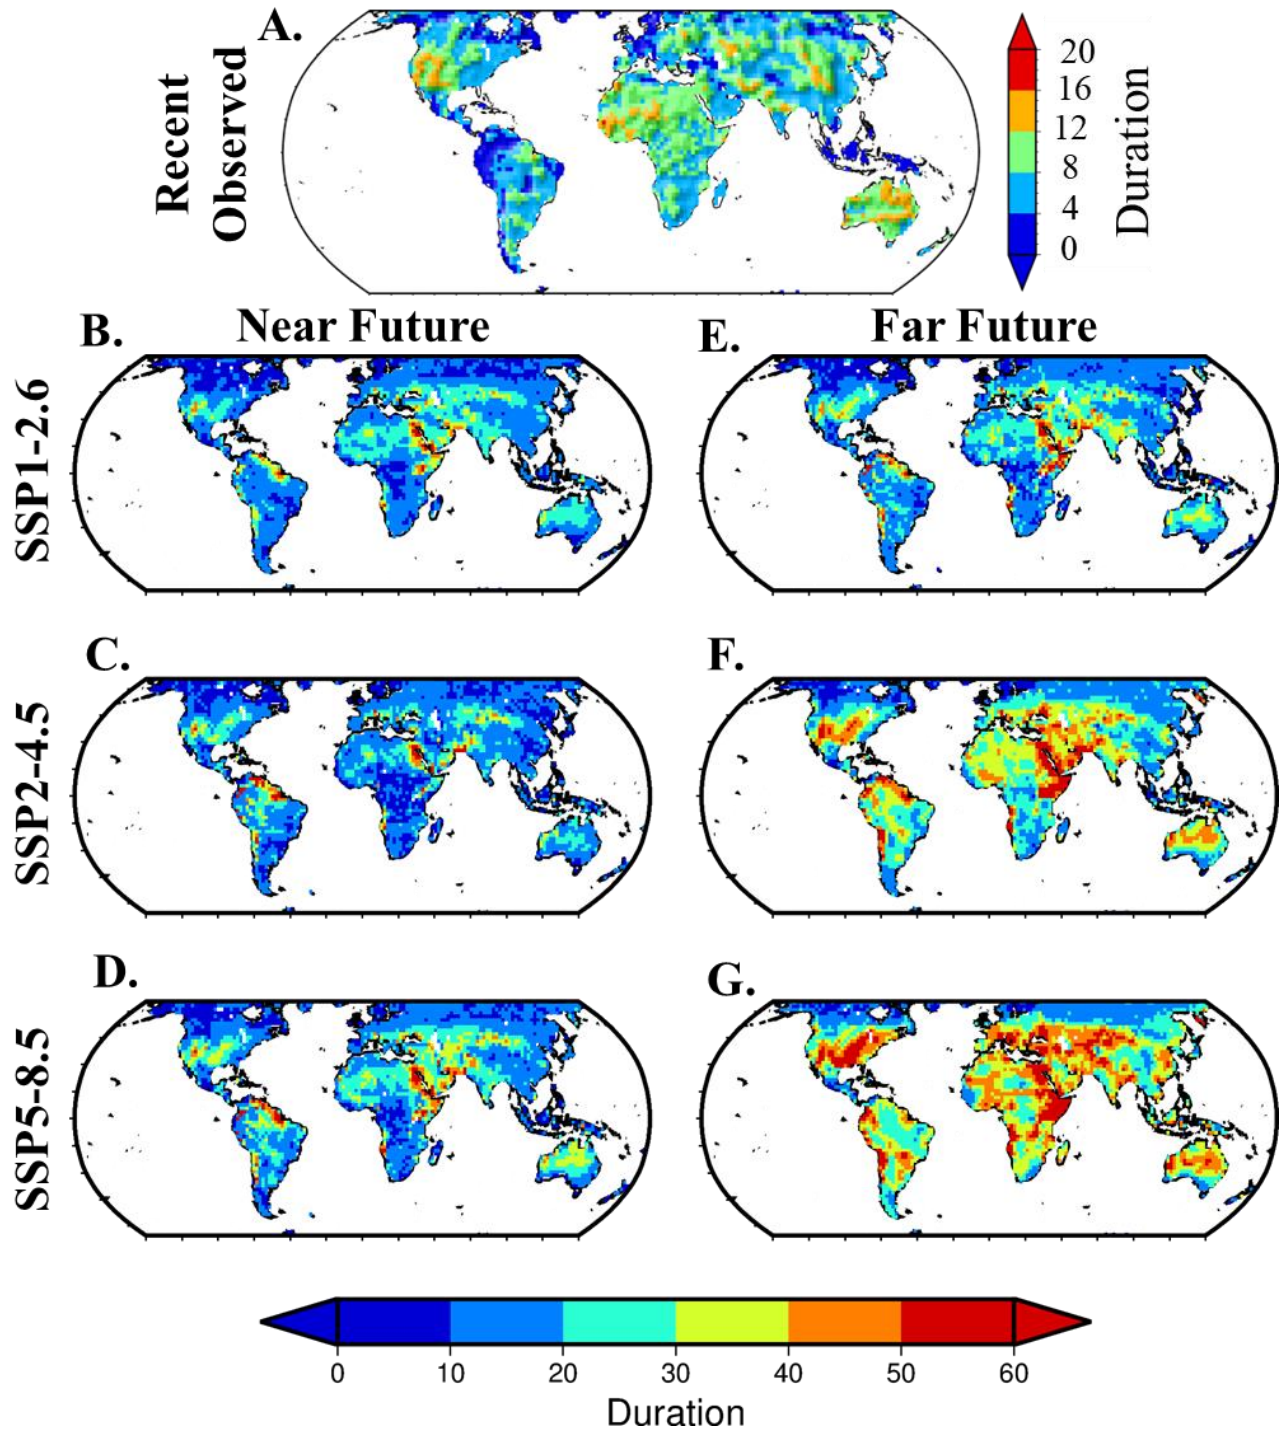 A.
Recent
Observed
20
16
12
8
4
0
Duration
B.
Near Future
E.
Far Future
SSP1-2.6
C.
F.
SSP2-4.5
D.
G.
SSP5-8.5
0 10 20 30 40 50 60
Duration